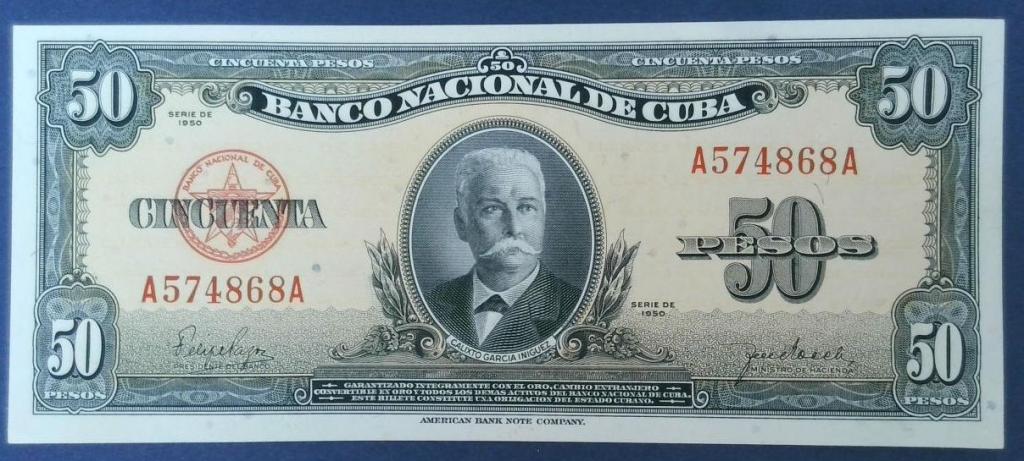 50 CINCUENTA PESOS 50 CINCUENTA PESOS 50
BANCO NACIONAL DE CUBA
SERIE DE
1950
BANCO NACIONAL DE CUBA
CINCUENTA
A574868A
A574868A
50
PESOS
SERIE DE
1950
CALIXTO GARCIA IÑIGUEZ
50
PESOS
PRESIDENTE DEL BANCO
MINISTRO DE HACIENDA
50
PESOS
GARANTIZADO INTEGRAMENTE CON EL ORO, CAMBIO EXTRANJERO
CONVERTIBLE EN ORO Y TODOS LOS DEMAS ACTIVOS DEL BANCO NACIONAL DE CUBA.
ESTE BILLETE CONSTITUYE UNA OBLIGACION DEL ESTADO CUBANO.
AMERICAN BANK NOTE COMPANY.